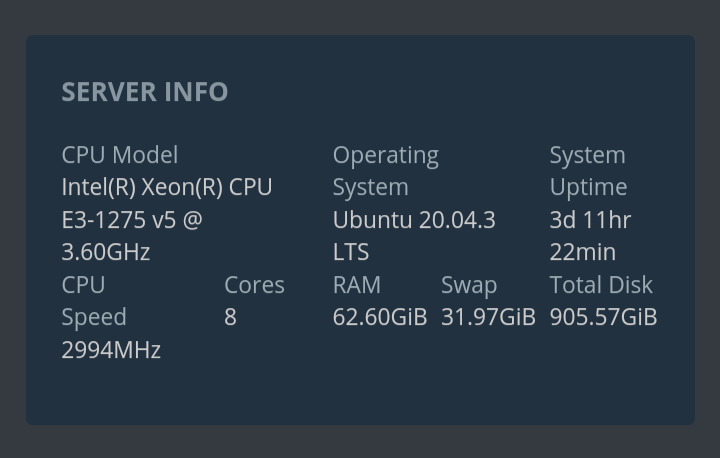 SERVER INFO
CPU Model
Intel(R) Xeon(R) CPU
E3-1275 v5 @
3.60GHz
Operating
System
Ubuntu 20.04.3
LTS
System
Uptime
3d 11hr
22min
CPU
Speed
2994MHz
Cores
8
RAM
62.60GiB
Swap
31.97GiB
Total Disk
905.57GiB